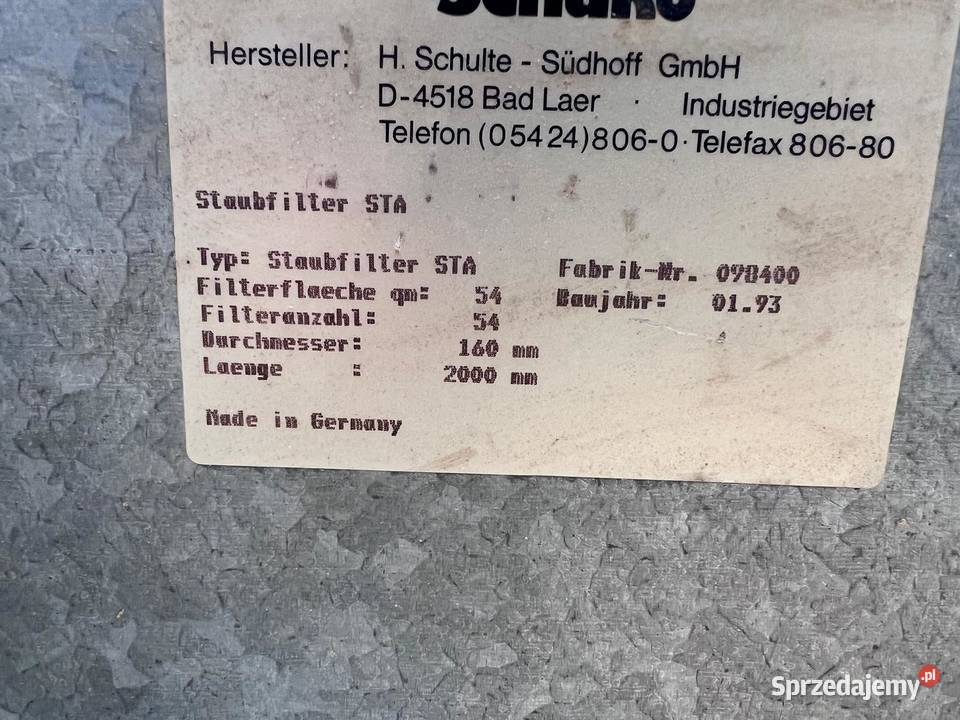 Schuko
Hersteller: H. Schulte - Südhoff GmbH
D-4518 Bad Laer · Industriegebiet
Telefon (05424) 806-0 · Telefax 806-80
Staubfilter STA
Typ: Staubfilter STA Fabrik-Nr. 098400
Filterflaeche qm: 54 Baujahr: 01.93
Filteranzahl: 54
Durchmesser: 160 mm
Laenge : 2000 mm
Made in Germany
Sprzedajemy.pl